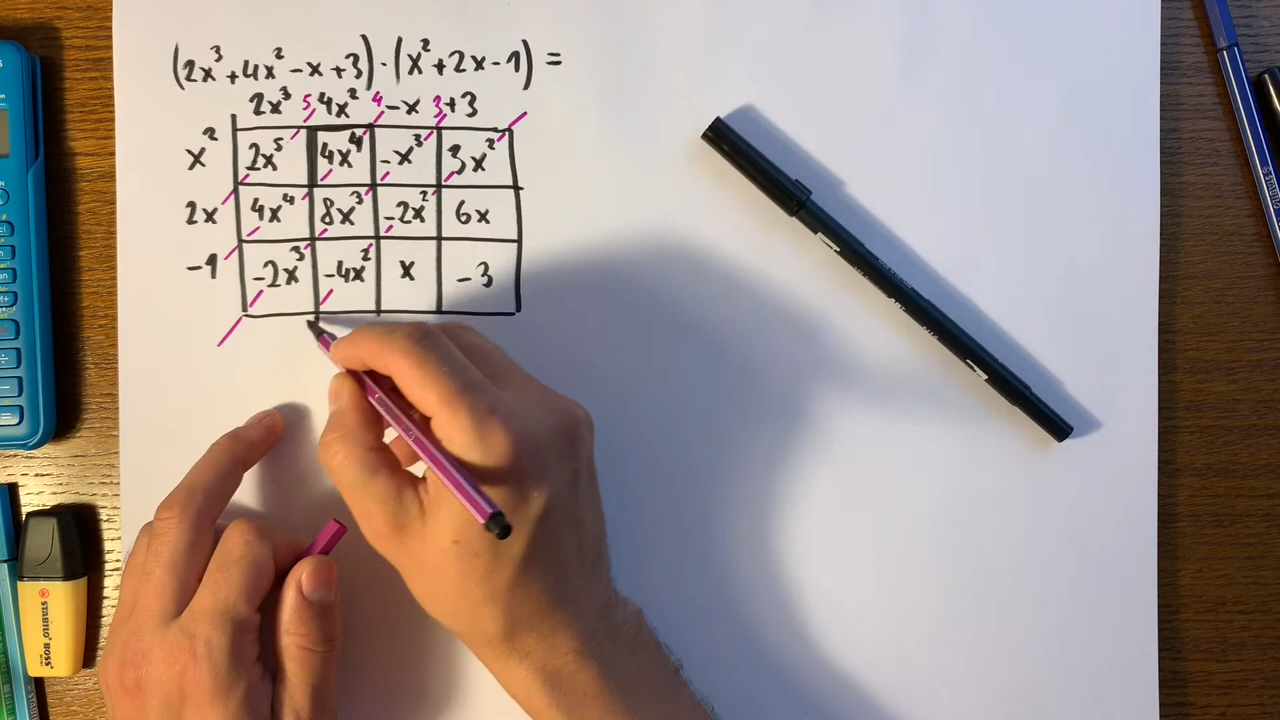 (2x³+4x²-x+3)·(x²+2x-1)=
2x³ 5 4x² 4 -x 3 +3
x² 2x⁵ 4x⁴ -x³ 3x²
2x 4x⁴ 8x³ -2x² 6x
-1 -2x³ -4x² x -3
STABILO BOSS